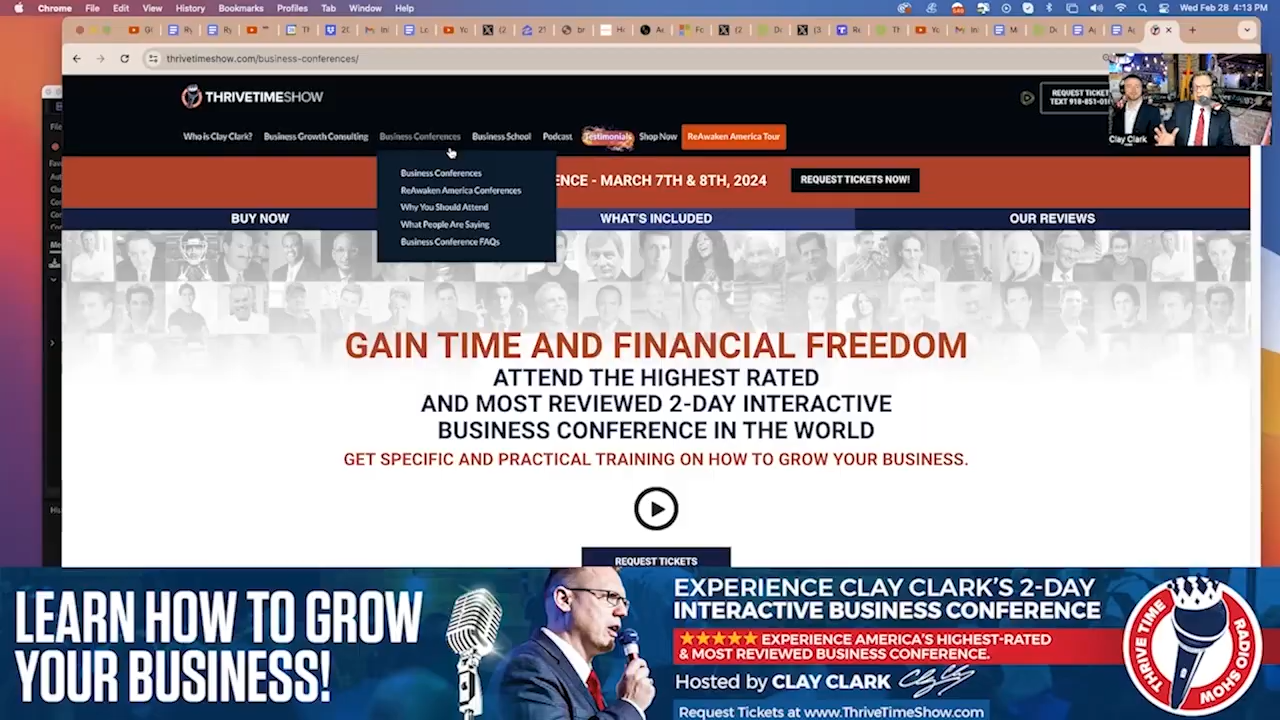 Chrome File Edit View History Bookmarks Profiles Tab Window Help
Wed Feb 28 4:13 PM
thrivetimeshow.com/business-conferences/
THRIVETIMESHOW
REQUEST TICKETS
TEXT 918-851-01
Who is Clay Clark? Business Growth Consulting Business Conferences Business School Podcast Testimonials Shop Now ReAwaken America Tour
Clay Clark
Business Conferences
ReAwaken America Conferences
Why You Should Attend
What People Are Saying
Business Conference FAQs
ENCE - MARCH 7TH & 8TH, 2024
REQUEST TICKETS NOW!
BUY NOW WHAT'S INCLUDED OUR REVIEWS
GAIN TIME AND FINANCIAL FREEDOM
ATTEND THE HIGHEST RATED
AND MOST REVIEWED 2-DAY INTERACTIVE
BUSINESS CONFERENCE IN THE WORLD
GET SPECIFIC AND PRACTICAL TRAINING ON HOW TO GROW YOUR BUSINESS.
REQUEST TICKETS
LEARN HOW TO GROW
YOUR BUSINESS!
EXPERIENCE CLAY CLARK'S 2-DAY
INTERACTIVE BUSINESS CONFERENCE
★★★★★ EXPERIENCE AMERICA'S HIGHEST-RATED
& MOST REVIEWED BUSINESS CONFERENCE.
Hosted by CLAY CLARK
Request Tickets at www.ThriveTimeShow.com
THRIVE TIME RADIO SHOW